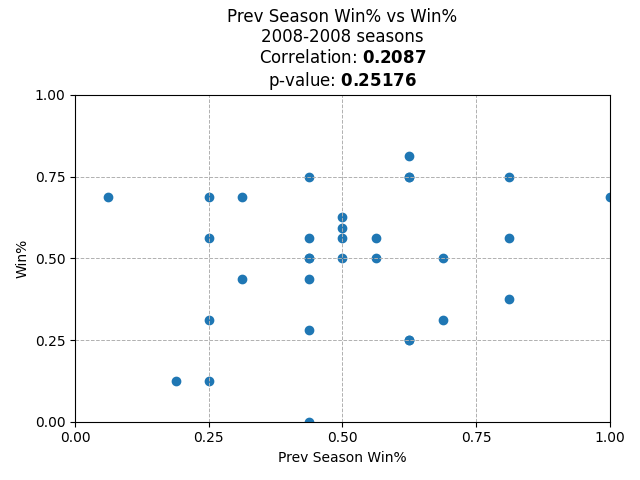 Prev Season Win% vs Win%
2008-2008 seasons
Correlation: 0.2087
p-value: 0.25176
1.00
0.75
Win%
0.50
0.25
0.00
0.00 0.25 0.50 0.75 1.00
Prev Season Win%